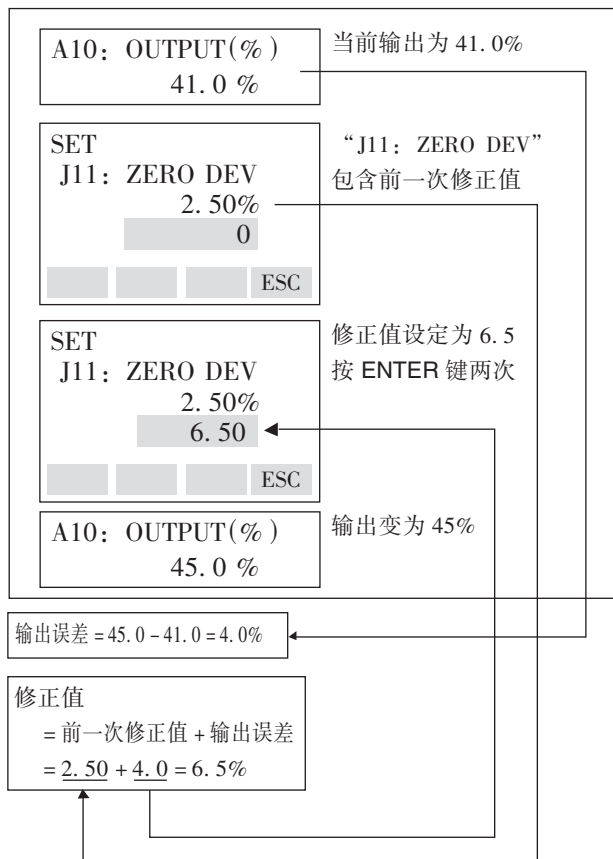 A10：OUTPUT(%)
41.0 %
当前输出为 41.0%
SET
J11：ZERO DEV
2.50%
0
ESC
“J11：ZERO DEV”
包含前一次修正值
SET
J11：ZERO DEV
2.50%
6.50
ESC
修正值设定为 6.5
按 ENTER 键两次
A10：OUTPUT(%)
45.0 %
输出变为 45%
输出误差 =45.0-41.0=4.0%
修正值
=前一次修正值+输出误差
=2.50+4.0=6.5%